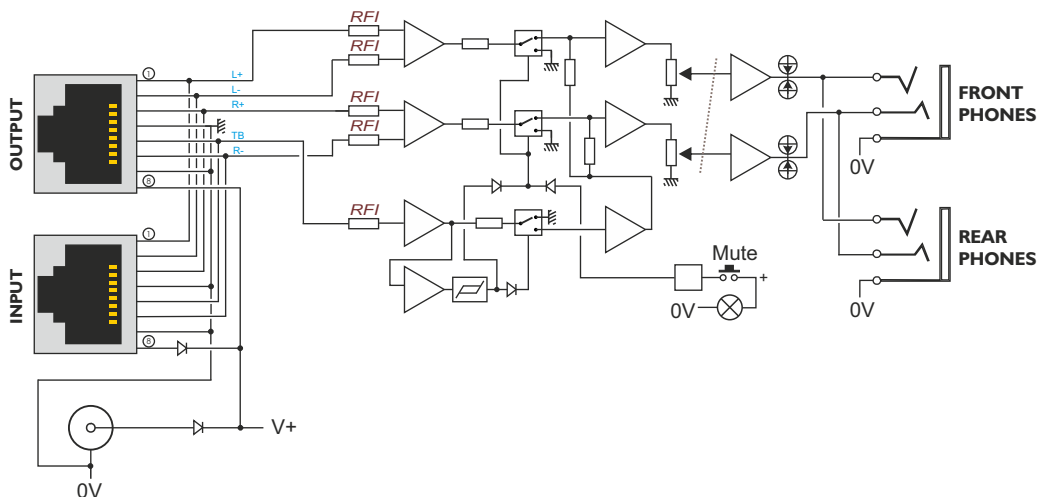 RFI
RFI
OUTPUT
1
L+
L-
R+
TB
R-
8
RFI
RFI
RFI
FRONT
PHONES
0V
INPUT
1
8
Mute
+
0V
REAR
PHONES
0V
V+
0V